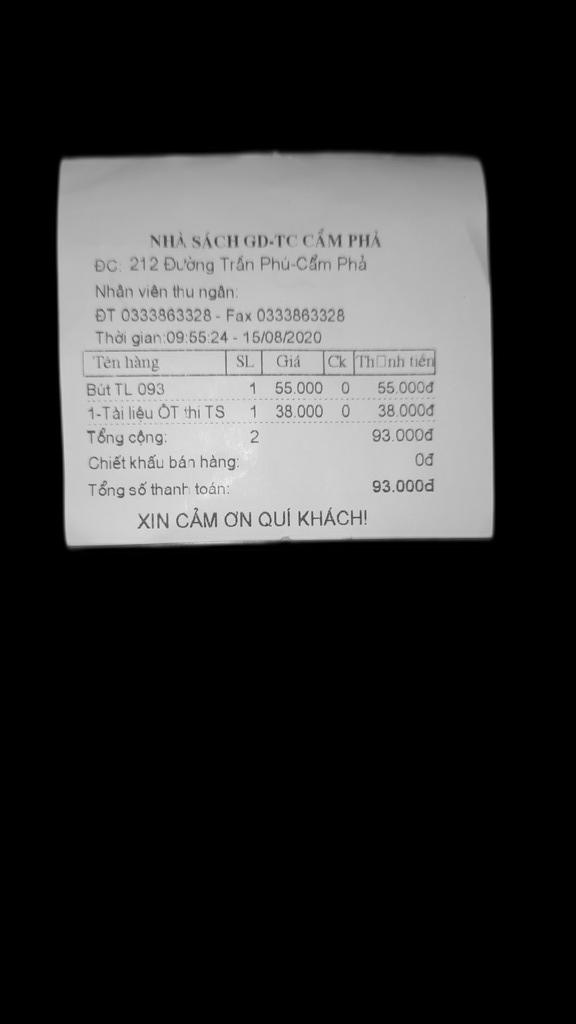 NHÀ SÁCH GD-TC CẨM PHẢ
ĐC: 212 Đường Trần Phú-Cẩm Phả
Nhân viên thu ngân:
ĐT 0333863328 - Fax 0333863328
Thời gian:09:55:24 - 15/08/2020
Tên hàng SL Giá Ck Th□nh tiền
Bút TL 093 1 55.000 0 55.000đ
1-Tài liệu ÔT thi TS 1 38.000 0 38.000đ
Tổng cộng: 2 93.000đ
Chiết khấu bán hàng: 0đ
Tổng số thanh toán: 93.000đ
XIN CẢM ƠN QUÍ KHÁCH!